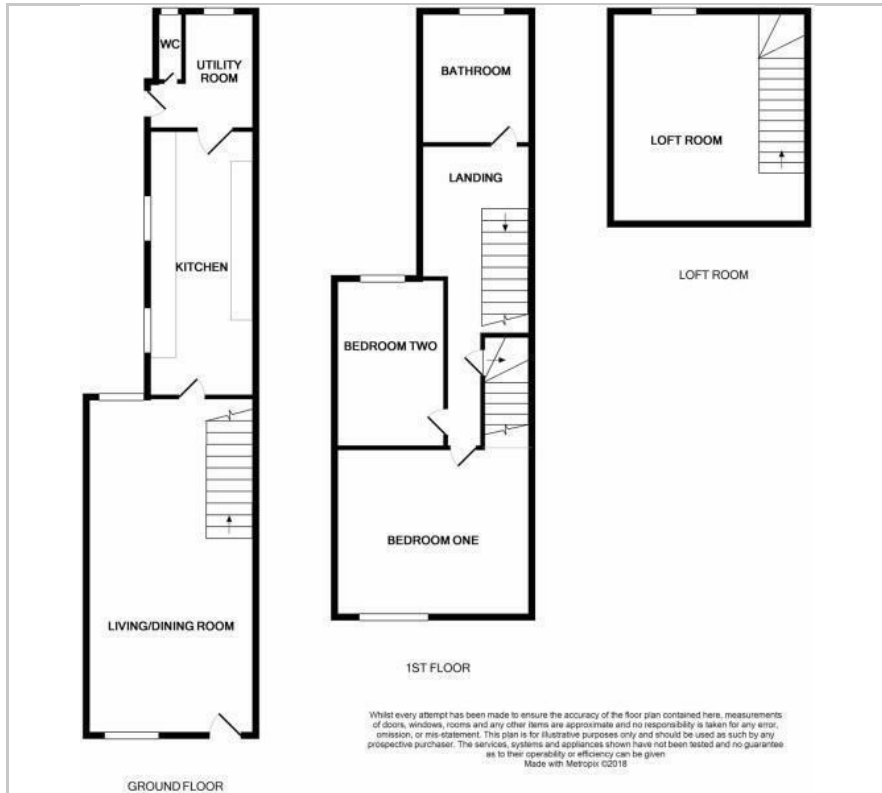 WC
UTILITY
ROOM
KITCHEN
LIVING/DINING ROOM
GROUND FLOOR
BATHROOM
LANDING
BEDROOM TWO
BEDROOM ONE
1ST FLOOR
LOFT ROOM
LOFT ROOM
Whilst every attempt has been made to ensure the accuracy of the floor plan contained here, measurements
of doors, windows, rooms and any other items are approximate and no responsibility is taken for any error,
omission, or mis-statement. This plan is for illustrative purposes only and should be used as such by any
prospective purchaser. The services, systems and appliances shown have not been tested and no guarantee
as to their operability or efficiency can be given
Made with Metropix ©2018